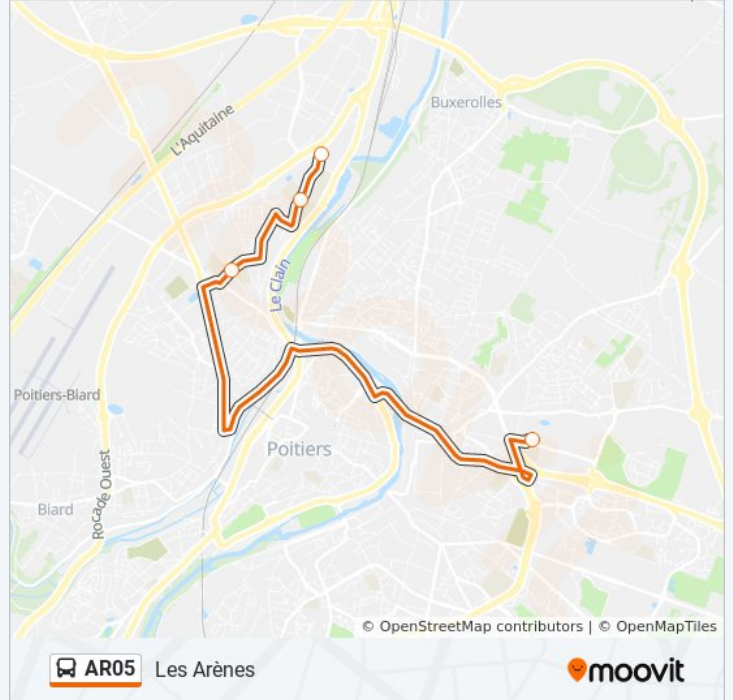 Buxerolles
L'Aquitaine
Le Clain
Poitiers-Biard
Poitiers
Rocade Ouest
Biard
© OpenStreetMap contributors | © OpenMapTiles
AR05 Les Arènes
moovit